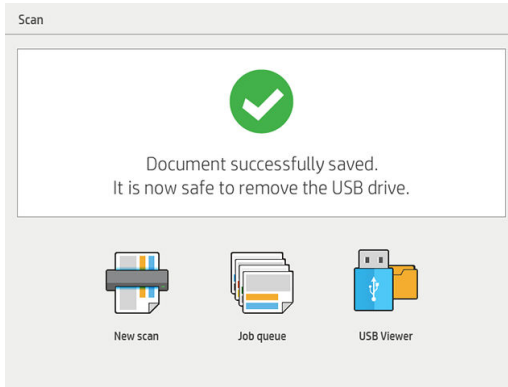 Scan
Document successfully saved.
It is now safe to remove the USB drive.
New scan
Job queue
USB Viewer